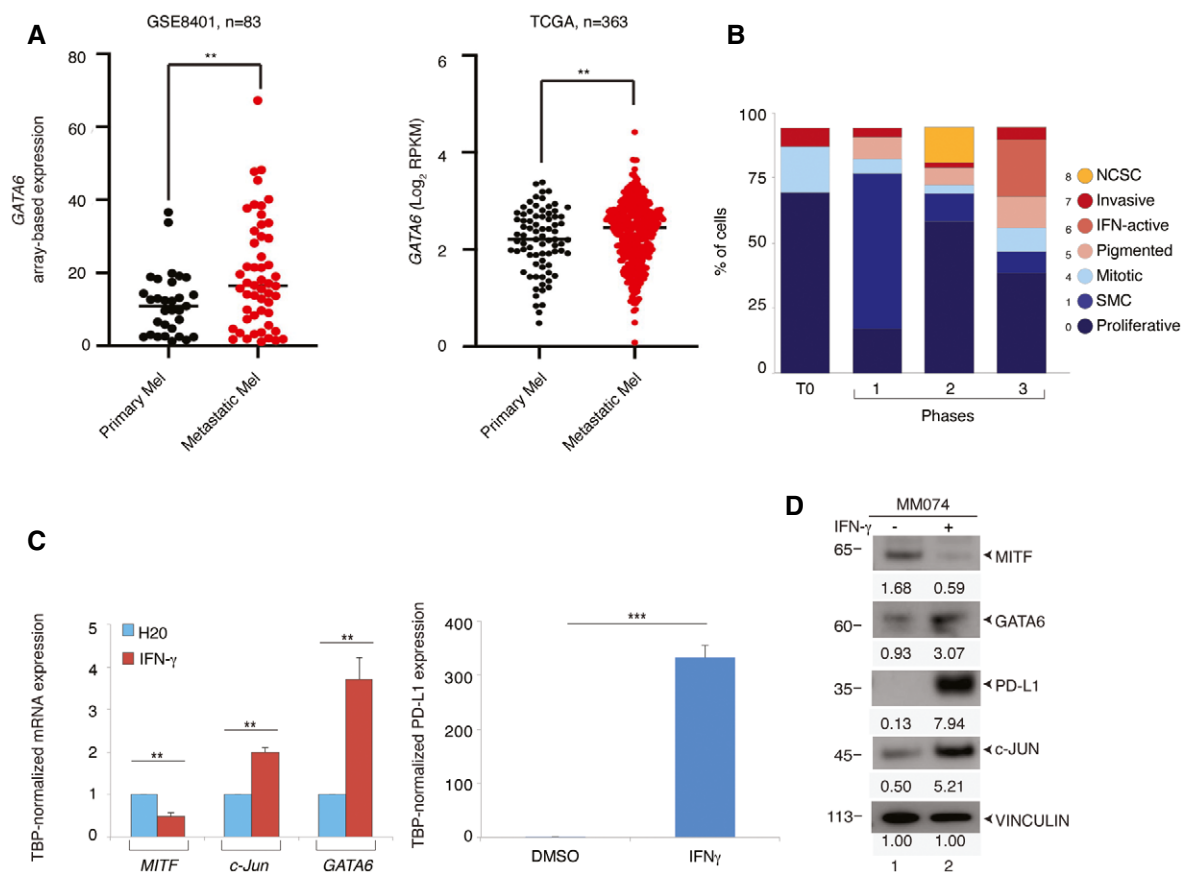 A
GSE8401, n=83
GATA6
array-based expression
80
60
40
20
0
**
Primary Mel
Metastatic Mel
TCGA, n=363
GATA6 (Log2 RPKM)
6
4
2
0
**
Primary Mel
Metastatic Mel
B
% of cells
100
75
50
25
0
T0
1
2
3
Phases
8 NCSC
7 Invasive
6 IFN-active
5 Pigmented
4 Mitotic
1 SMC
0 Proliferative
C
TBP-normalized mRNA expression
5
4
3
2
1
0
H20
IFN-γ
**
**
**
MITF
c-Jun
GATA6
TBP-normalized PD-L1 expression
400
300
200
100
0
***
DMSO
IFNγ
D
MM074
IFN-γ - +
65
MITF
1.68 0.59
60
GATA6
0.93 3.07
35
PD-L1
0.13 7.94
45
c-JUN
0.50 5.21
113
VINCULIN
1.00 1.00
1 2